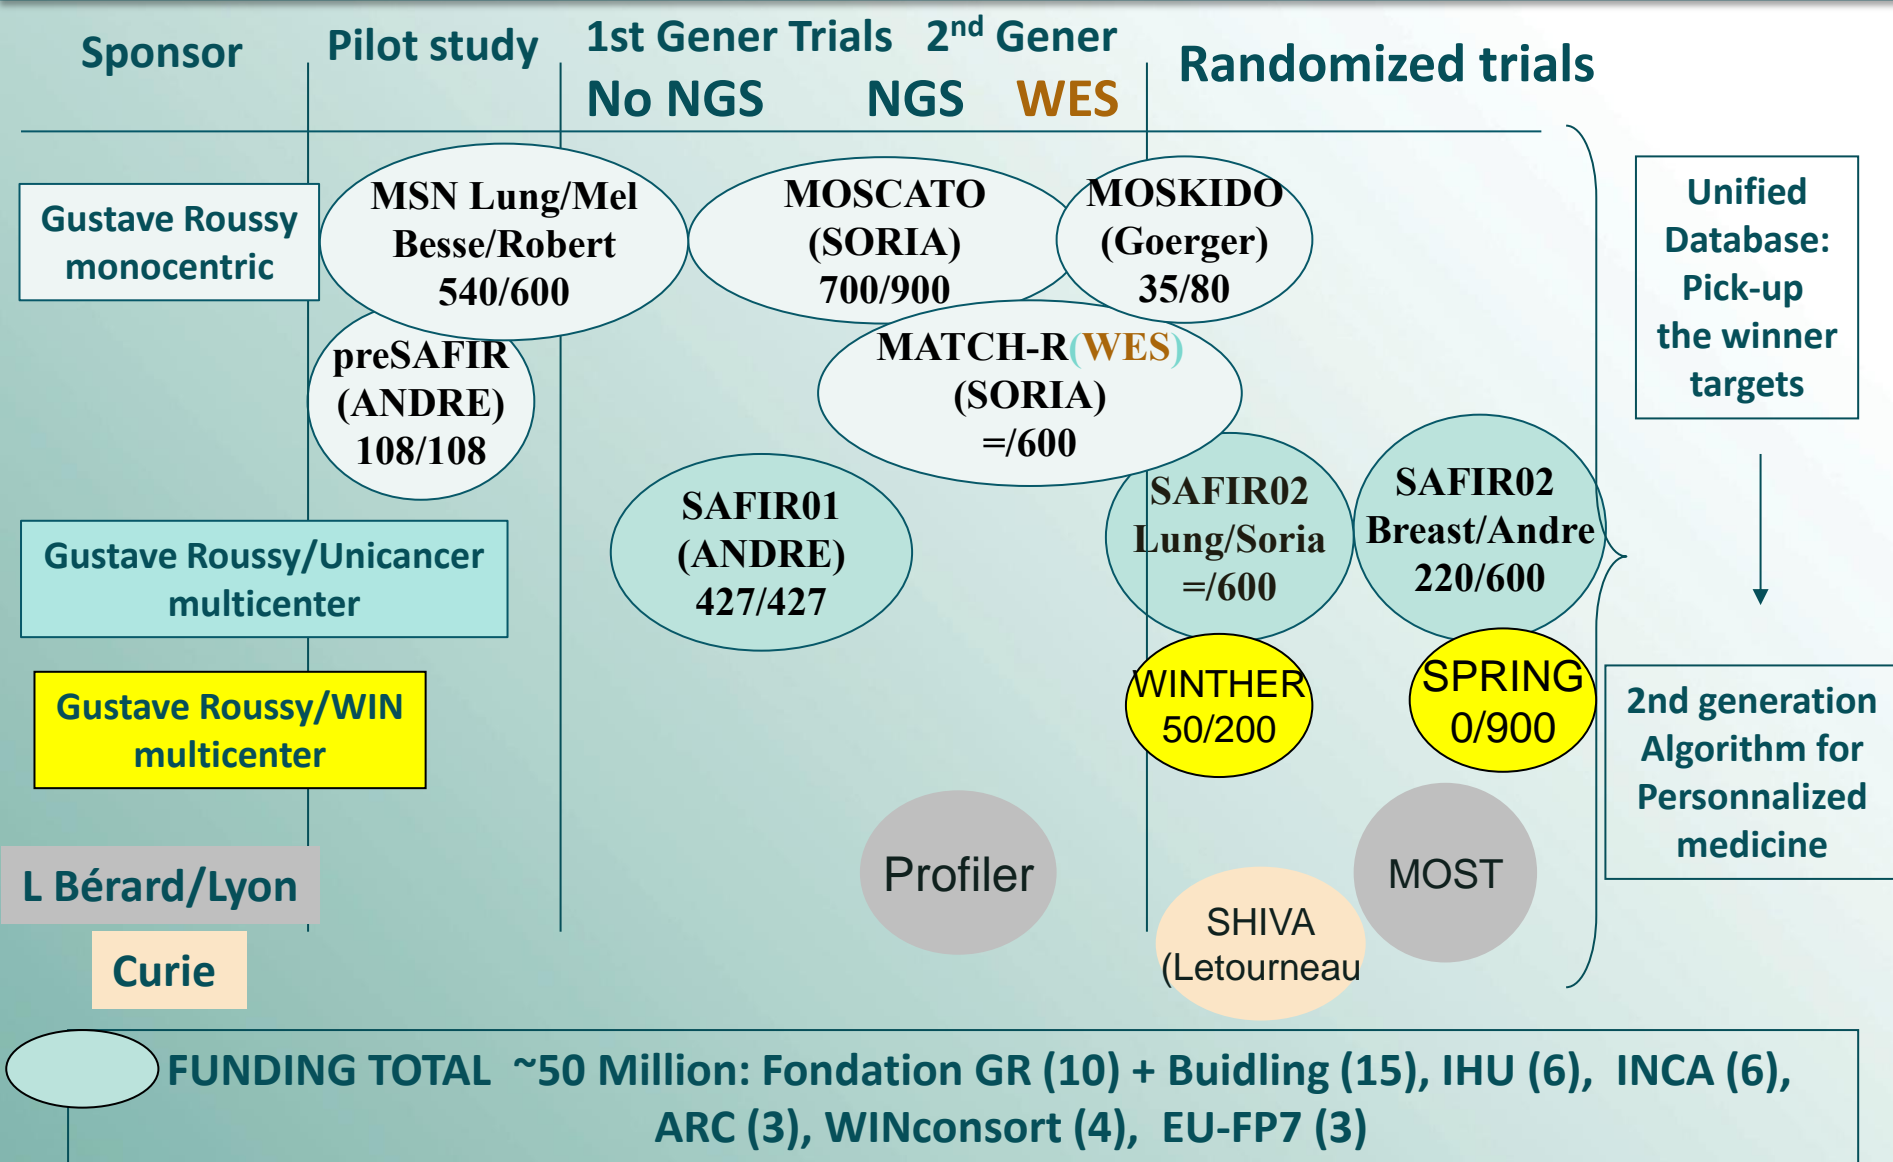 Sponsor
Pilot study
1st Gener Trials 2nd Gener
No NGS NGS WES
Randomized trials
Gustave Roussy
monocentric
MSN Lung/Mel
Besse/Robert
540/600
MOSCATO
(SORIA)
700/900
MOSKIDO
(Goerger)
35/80
preSAFIR
(ANDRE)
108/108
MATCH-R(WES)
(SORIA)
=/600
Gustave Roussy/Unicancer
multicenter
SAFIR01
(ANDRE)
427/427
SAFIR02
Lung/Soria
=/600
SAFIR02
Breast/Andre
220/600
Gustave Roussy/WIN
multicenter
WINTHER
50/200
SPRING
0/900
L Bérard/Lyon
Profiler
MOST
Curie
SHIVA
(Letourneau
Unified
Database:
Pick-up
the winner
targets
2nd generation
Algorithm for
Personnalized
medicine
FUNDING TOTAL ~50 Million: Fondation GR (10) + Buidling (15), IHU (6), INCA (6),
ARC (3), WINconsort (4), EU-FP7 (3)